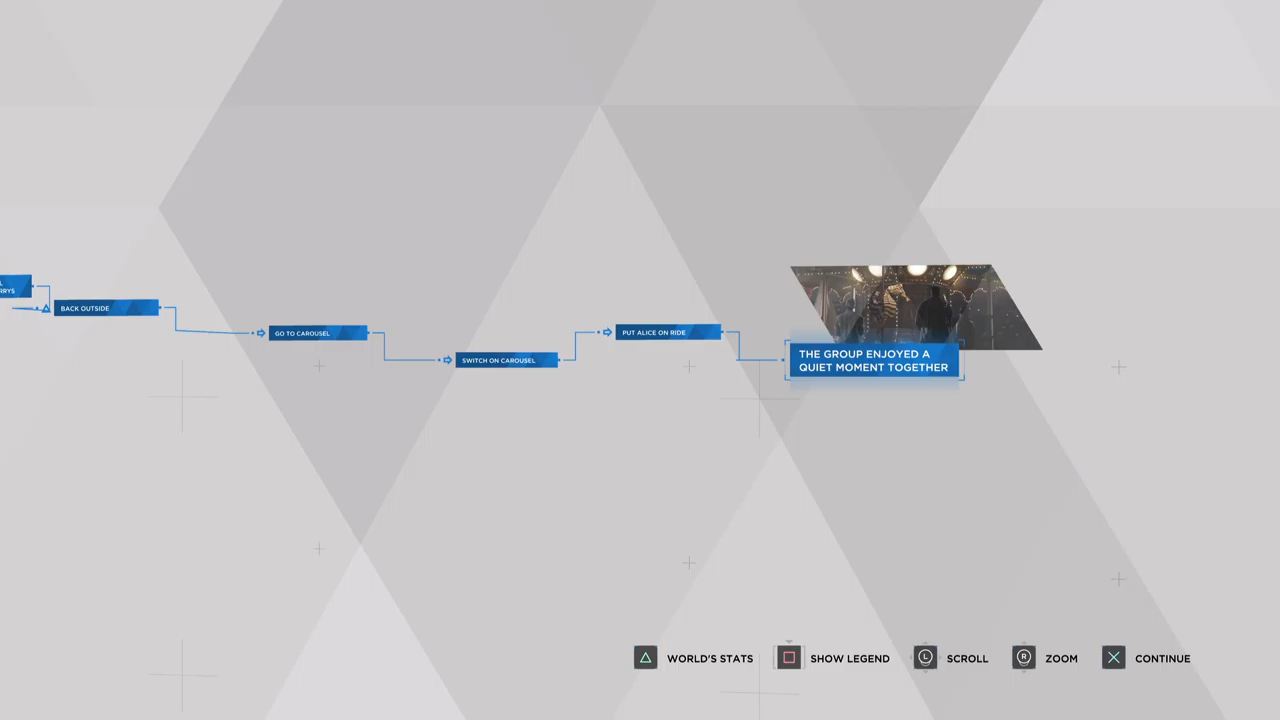 RRYS
BACK OUTSIDE
GO TO CAROUSEL
SWITCH ON CAROUSEL
PUT ALICE ON RIDE
THE GROUP ENJOYED A
QUIET MOMENT TOGETHER
WORLD'S STATS
SHOW LEGEND
L
SCROLL
R
ZOOM
CONTINUE